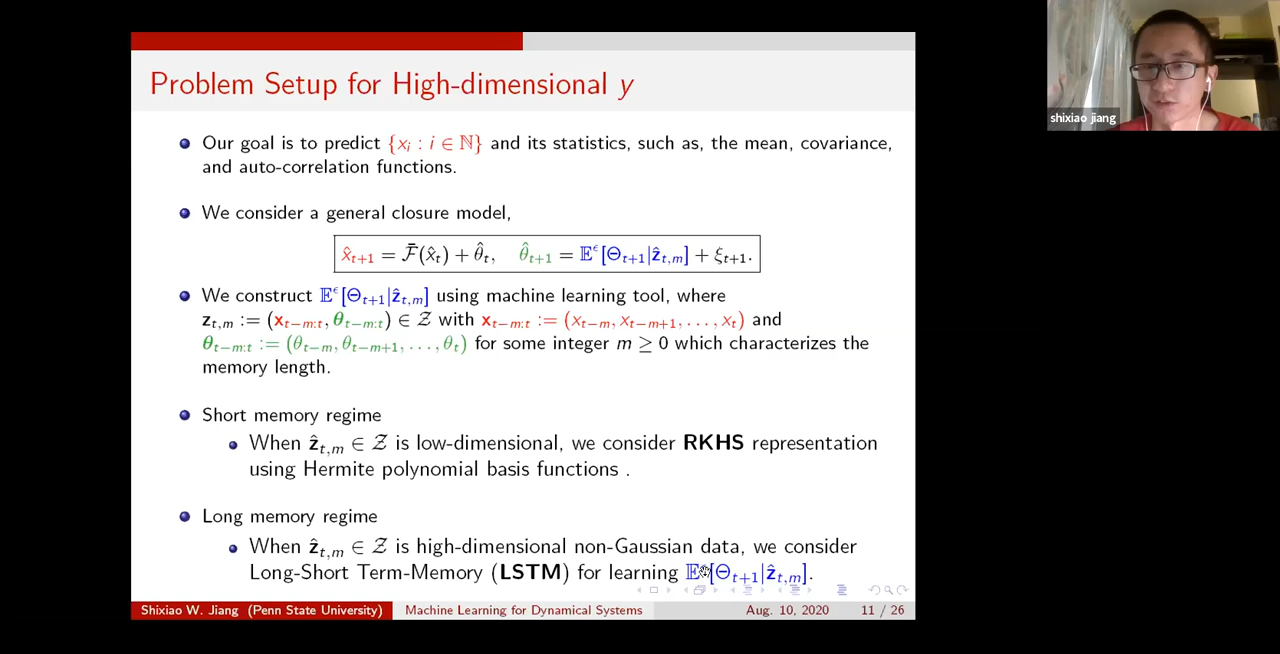 Problem Setup for High-dimensional y
Our goal is to predict {x_i : i ∈ ℕ} and its statistics, such as, the mean, covariance,
and auto-correlation functions.
We consider a general closure model,
x̂_{t+1} = F̄(x̂_t) + θ̂_t, θ̂_{t+1} = 𝔼^ϵ[Θ_{t+1}|ẑ_{t,m}] + ξ_{t+1}.
We construct 𝔼^ϵ[Θ_{t+1}|ẑ_{t,m}] using machine learning tool, where
z_{t,m} := (x_{t−m:t}, θ_{t−m:t}) ∈ Z with x_{t−m:t} := (x_{t−m}, x_{t−m+1}, . . . , x_t) and
θ_{t−m:t} := (θ_{t−m}, θ_{t−m+1}, . . . , θ_t) for some integer m ≥ 0 which characterizes the
memory length.
Short memory regime
When ẑ_{t,m} ∈ Z is low-dimensional, we consider RKHS representation
using Hermite polynomial basis functions .
Long memory regime
When ẑ_{t,m} ∈ Z is high-dimensional non-Gaussian data, we consider
Long-Short Term-Memory (LSTM) for learning 𝔼^ϵ[Θ_{t+1}|ẑ_{t,m}].
Shixiao W. Jiang (Penn State University) Machine Learning for Dynamical Systems Aug. 10, 2020 11 / 26
shixiao jiang